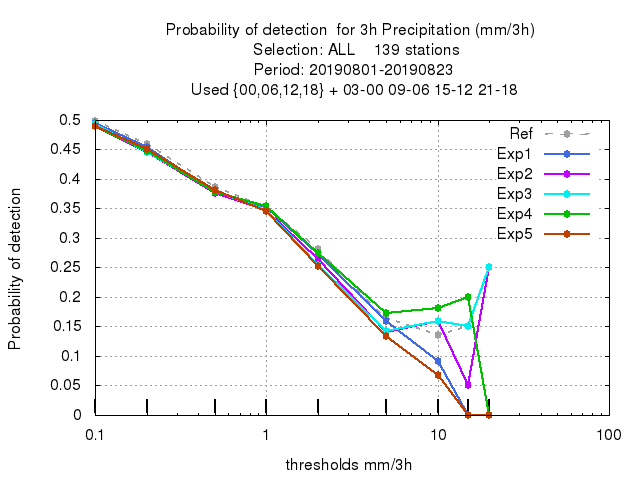 Probability of detection  for 3h Precipitation (mm/3h)
Selection: ALL    139 stations
Period: 20190801-20190823
Used {00,06,12,18} + 03-00 09-06 15-12 21-18
Probability of detection
0.5
0.45
0.4
0.35
0.3
0.25
0.2
0.15
0.1
0.05
0
Ref
Exp1
Exp2
Exp3
Exp4
Exp5
0.1 1 10 100
thresholds mm/3h